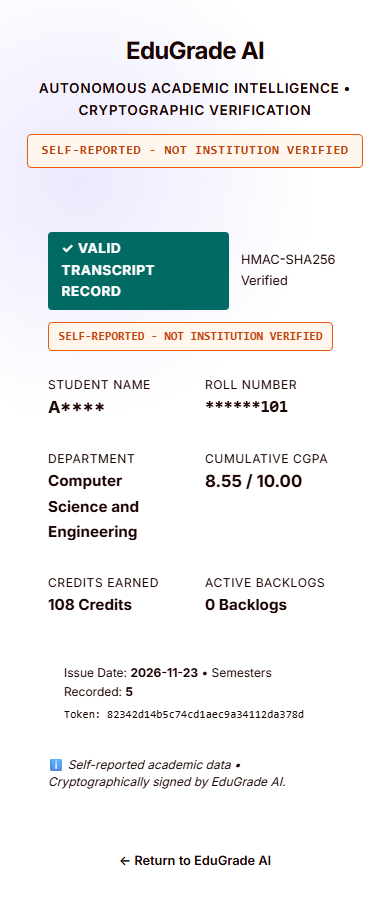 EduGrade AI
AUTONOMOUS ACADEMIC INTELLIGENCE •
CRYPTOGRAPHIC VERIFICATION
SELF-REPORTED - NOT INSTITUTION VERIFIED
✓ VALID
TRANSCRIPT
RECORD
HMAC-SHA256
Verified
SELF-REPORTED - NOT INSTITUTION VERIFIED
STUDENT NAME
A****
ROLL NUMBER
******101
DEPARTMENT
Computer
Science and
Engineering
CUMULATIVE CGPA
8.55 / 10.00
CREDITS EARNED
108 Credits
ACTIVE BACKLOGS
0 Backlogs
Issue Date: 2026-11-23 • Semesters
Recorded: 5
Token: 82342d14b5c74cd1aec9a34112da378d
ℹ️ Self-reported academic data •
Cryptographically signed by EduGrade AI.
← Return to EduGrade AI